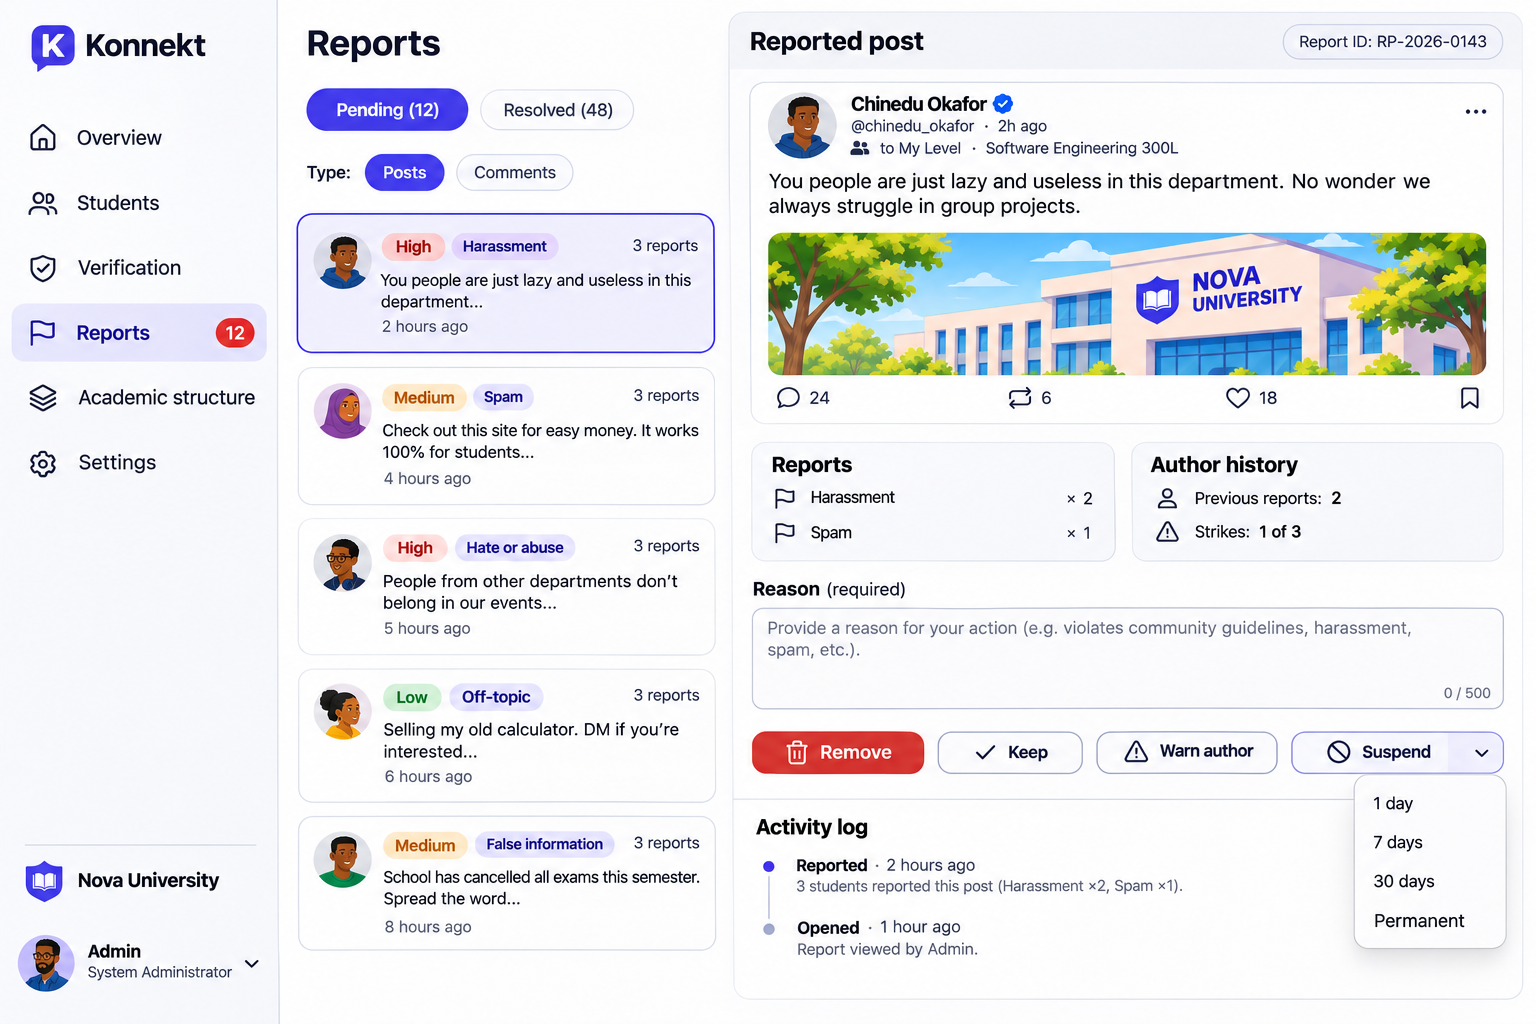 Konnekt
Overview
Students
Verification
Reports 12
Academic structure
Settings
Nova University
Admin
System Administrator
Reports
Pending (12)
Resolved (48)
Type:
Posts
Comments
High Harassment 3 reports
You people are just lazy and useless in this
department...
2 hours ago
Medium Spam 3 reports
Check out this site for easy money. It works
100% for students...
4 hours ago
High Hate or abuse 3 reports
People from other departments don't
belong in our events...
5 hours ago
Low Off-topic 3 reports
Selling my old calculator. DM if you're
interested...
6 hours ago
Medium False information 3 reports
School has cancelled all exams this semester.
Spread the word...
8 hours ago
Reported post
Report ID: RP-2026-0143
Chinedu Okafor
@chinedu_okafor · 2h ago
to My Level · Software Engineering 300L
You people are just lazy and useless in this department. No wonder we
always struggle in group projects.
NOVA
UNIVERSITY
24 6 18
Reports
Harassment × 2
Spam × 1
Author history
Previous reports: 2
Strikes: 1 of 3
Reason (required)
Provide a reason for your action (e.g. violates community guidelines, harassment,
spam, etc.).
0 / 500
Remove
Keep
Warn author
Suspend
1 day
7 days
30 days
Permanent
Activity log
Reported · 2 hours ago
3 students reported this post (Harassment ×2, Spam ×1).
Opened · 1 hour ago
Report viewed by Admin.